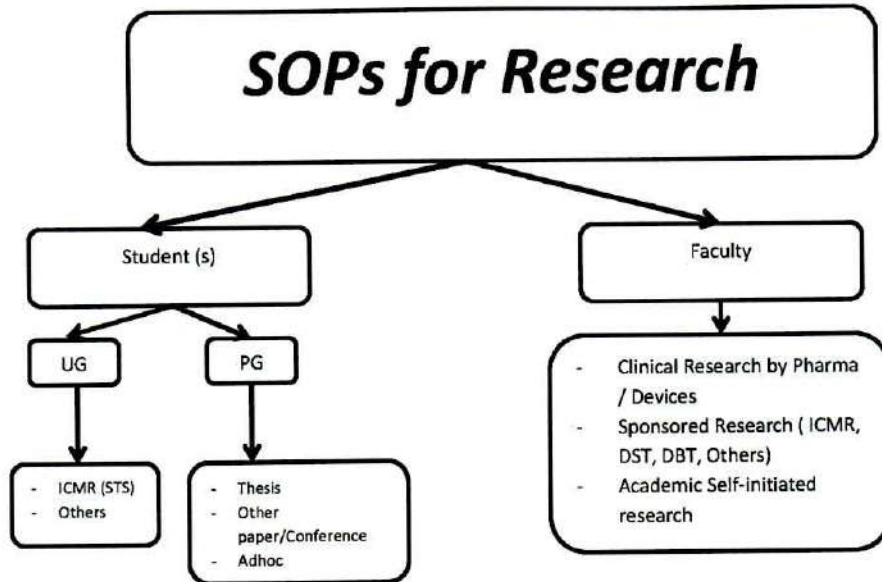 SOPs for Research
Student (s)
Faculty
UG
PG
- ICMR (STS)
- Others
- Thesis
- Other
paper/Conference
- Adhoc
- Clinical Research by Pharma
/ Devices
- Sponsored Research ( ICMR,
DST, DBT, Others)
- Academic Self-initiated
research